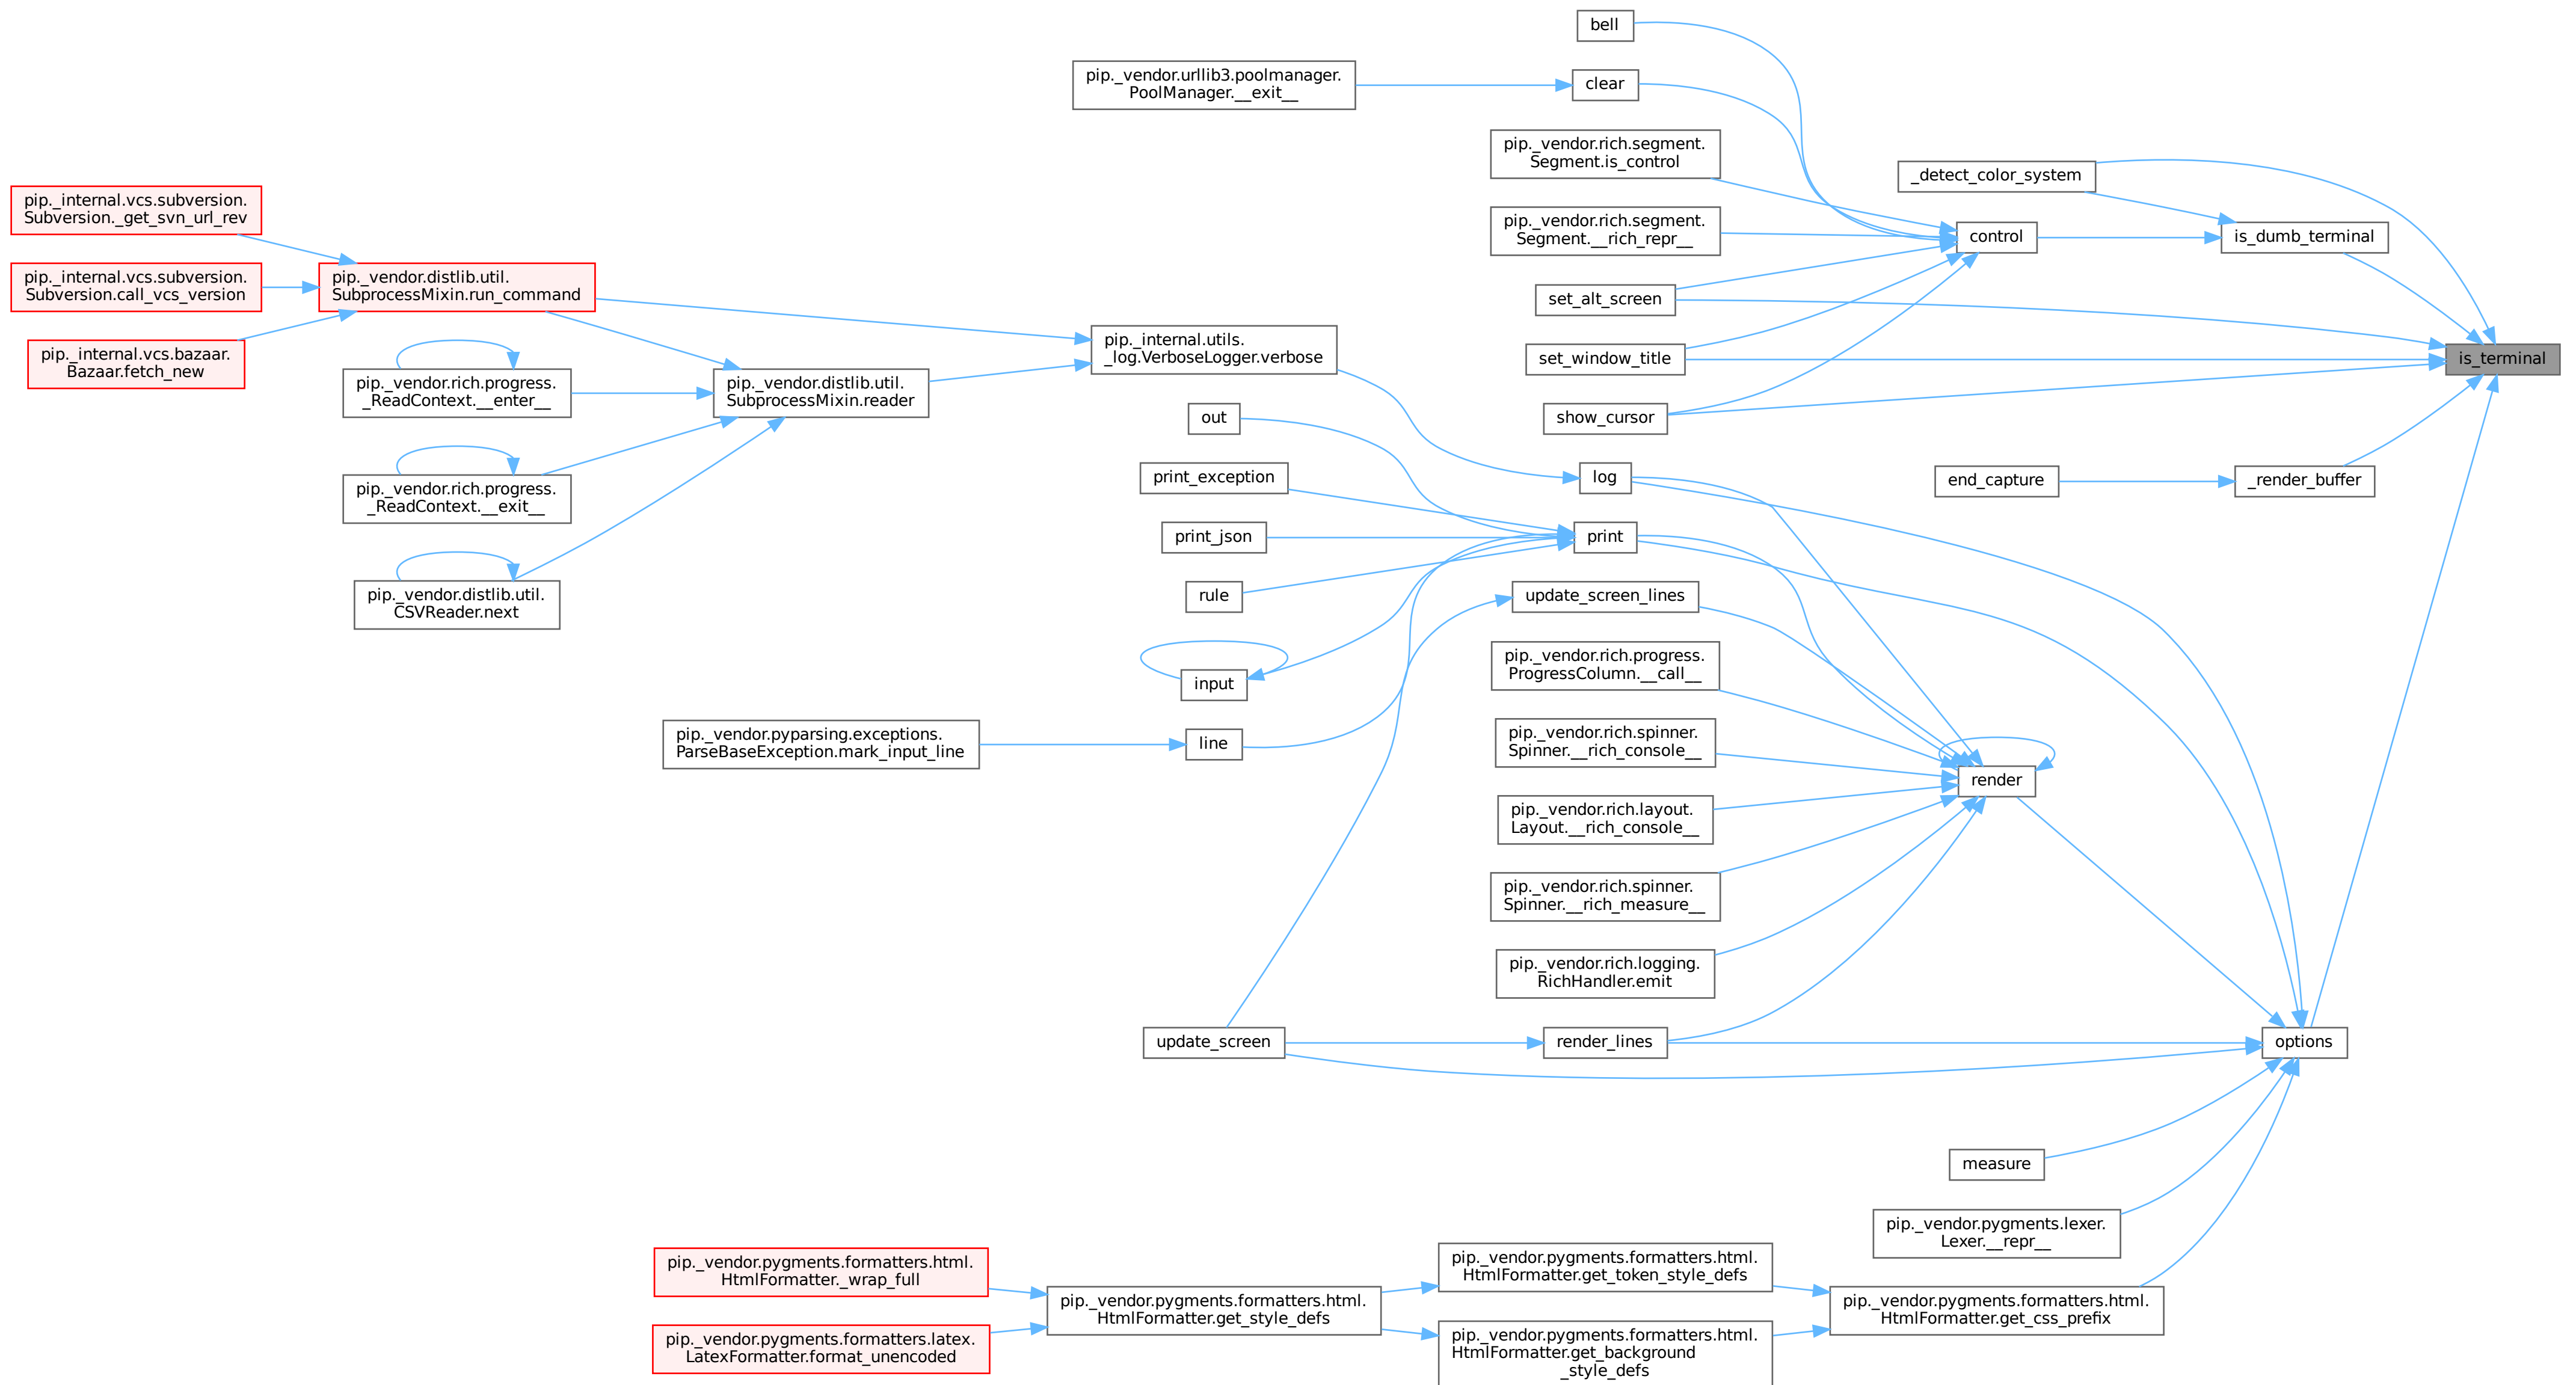 bell
pip._vendor.urllib3.poolmanager.
PoolManager.__exit__
clear
pip._vendor.rich.segment.
Segment.is_control
_detect_color_system
pip._internal.vcs.subversion.
Subversion._get_svn_url_rev
pip._vendor.rich.segment.
Segment.__rich_repr__
control
is_dumb_terminal
pip._internal.vcs.subversion.
Subversion.call_vcs_version
pip._vendor.distlib.util.
SubprocessMixin.run_command
set_alt_screen
pip._internal.vcs.bazaar.
Bazaar.fetch_new
pip._internal.utils.
_log.VerboseLogger.verbose
set_window_title
is_terminal
pip._vendor.rich.progress.
_ReadContext.__enter__
pip._vendor.distlib.util.
SubprocessMixin.reader
out
show_cursor
pip._vendor.rich.progress.
_ReadContext.__exit__
print_exception
log
end_capture
_render_buffer
print_json
print
pip._vendor.distlib.util.
CSVReader.next
rule
update_screen_lines
input
pip._vendor.rich.progress.
ProgressColumn.__call__
pip._vendor.pyparsing.exceptions.
ParseBaseException.mark_input_line
line
pip._vendor.rich.spinner.
Spinner.__rich_console__
render
pip._vendor.rich.layout.
Layout.__rich_console__
pip._vendor.rich.spinner.
Spinner.__rich_measure__
pip._vendor.rich.logging.
RichHandler.emit
update_screen
render_lines
options
measure
pip._vendor.pygments.lexer.
Lexer.__repr__
pip._vendor.pygments.formatters.html.
HtmlFormatter._wrap_full
pip._vendor.pygments.formatters.html.
HtmlFormatter.get_token_style_defs
pip._vendor.pygments.formatters.html.
HtmlFormatter.get_style_defs
pip._vendor.pygments.formatters.html.
HtmlFormatter.get_css_prefix
pip._vendor.pygments.formatters.latex.
LatexFormatter.format_unencoded
pip._vendor.pygments.formatters.html.
HtmlFormatter.get_background
_style_defs